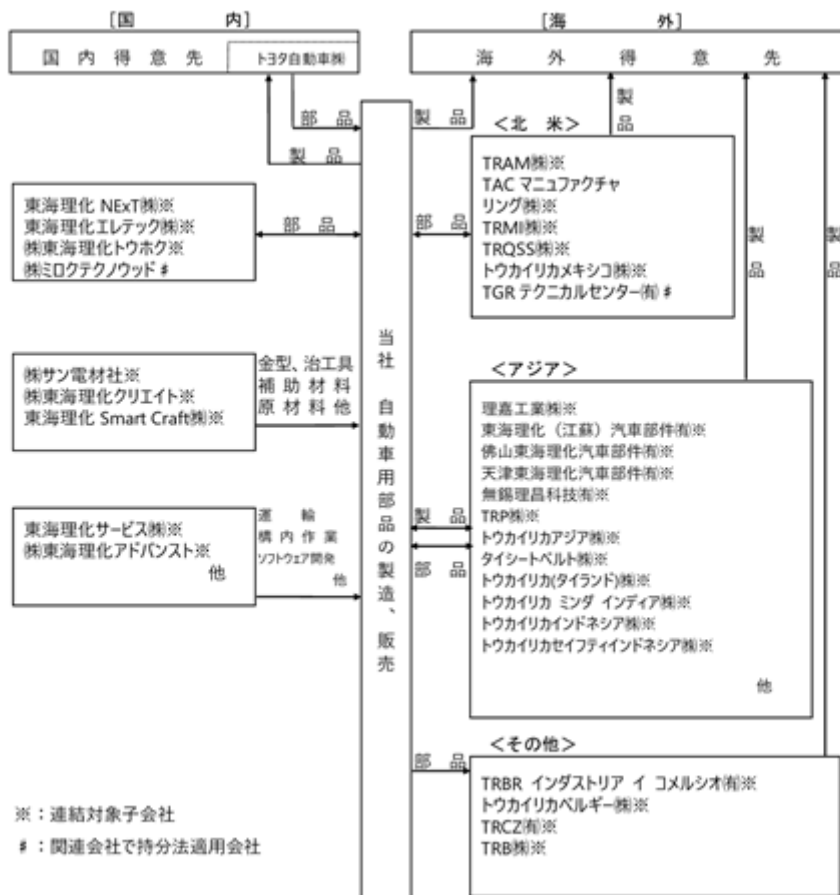 [国 内]
国 内 得 意 先
トヨタ自動車㈱
[海 外]
海 外 得 意 先
部 品
製 品
製 品
製 品
製 品
製 品
東海理化 NExT㈱※
東海理化エレテック㈱※
㈱東海理化トウホク※
㈱ミロクテクノウッド♯
部 品
㈱サン電材社※
㈱東海理化クリエイト※
東海理化 Smart Craft㈱※
金型、治工具
補 助 材 料
原 材 料 他
東海理化サービス㈱※
㈱東海理化アドバンスト※
他
運 輸
構 内 作 業
ソフトウェア開発
他
当社 自動車用部品の製造、販売
<北 米>
部 品
TRAM㈱※
TAC マニュファクチャ
リング㈱※
TRMI㈱※
TRQSS㈱※
トウカイリカメキシコ㈱※
TGR テクニカルセンター㈲♯
<アジア>
製 品
部 品
理嘉工業㈱※
東海理化（江蘇）汽車部件㈲※
佛山東海理化汽車部件㈲※
天津東海理化汽車部件㈲※
無錫理昌科技㈲※
TRP㈱※
トウカイリカアジア㈱※
タイシートベルト㈱※
トウカイリカ(タイランド)㈱※
トウカイリカ ミンダ インディア㈱※
トウカイリカインドネシア㈱※
トウカイリカセイフティインドネシア㈱※
他
<その他>
部 品
TRBR インダストリア イ コメルシオ㈲※
トウカイリカベルギー㈱※
TRCZ㈲※
TRB㈱※
※：連結対象子会社
♯：関連会社で持分法適用会社